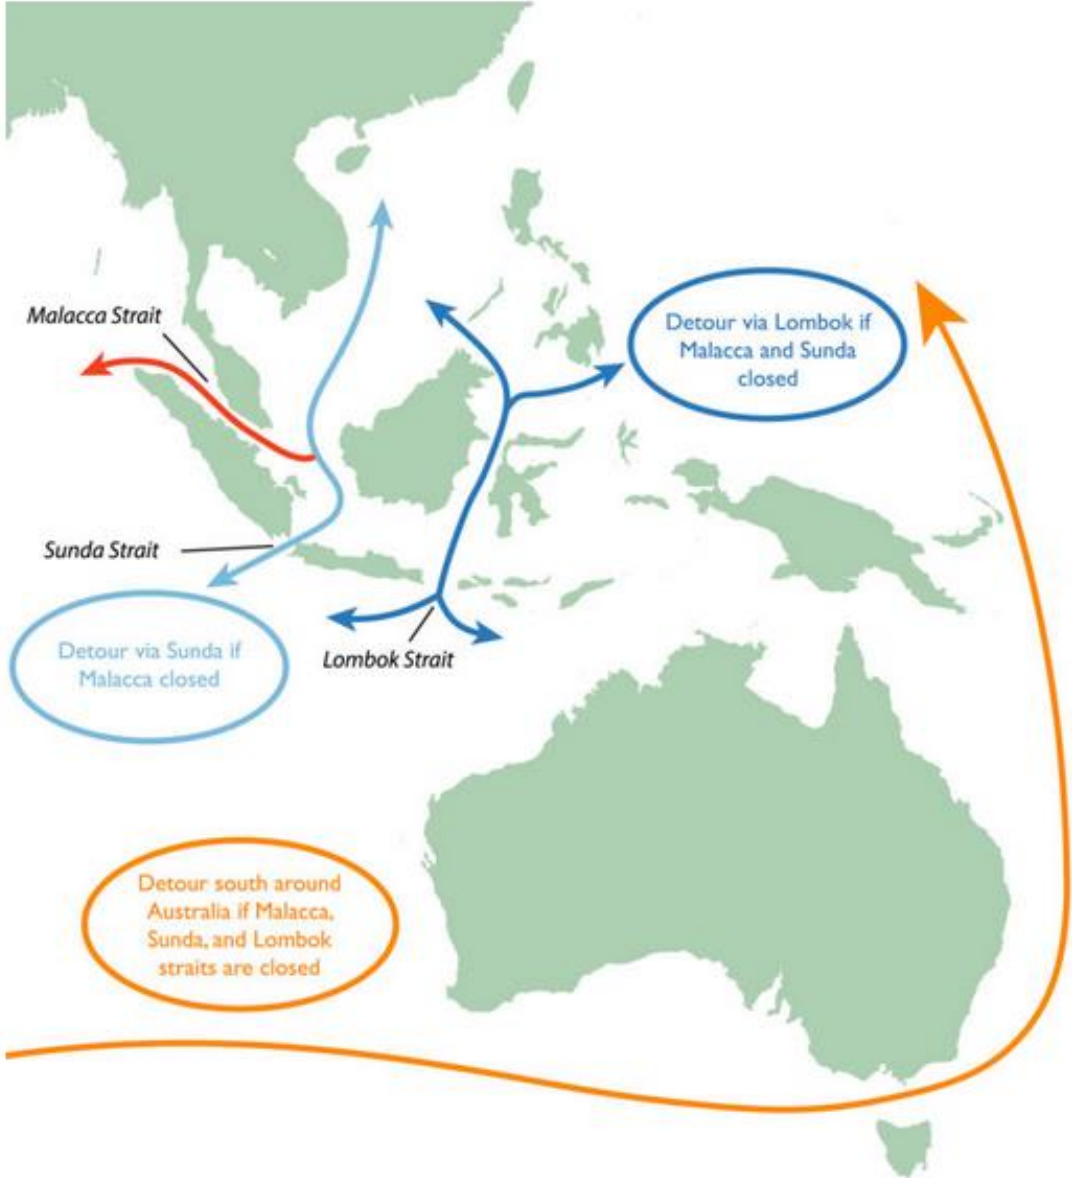 Malacca Strait
Detour via Lombok if
Malacca and Sunda
closed
Sunda Strait
Detour via Sunda if
Malacca closed
Lombok Strait
Detour south around
Australia if Malacca,
Sunda, and Lombok
straits are closed